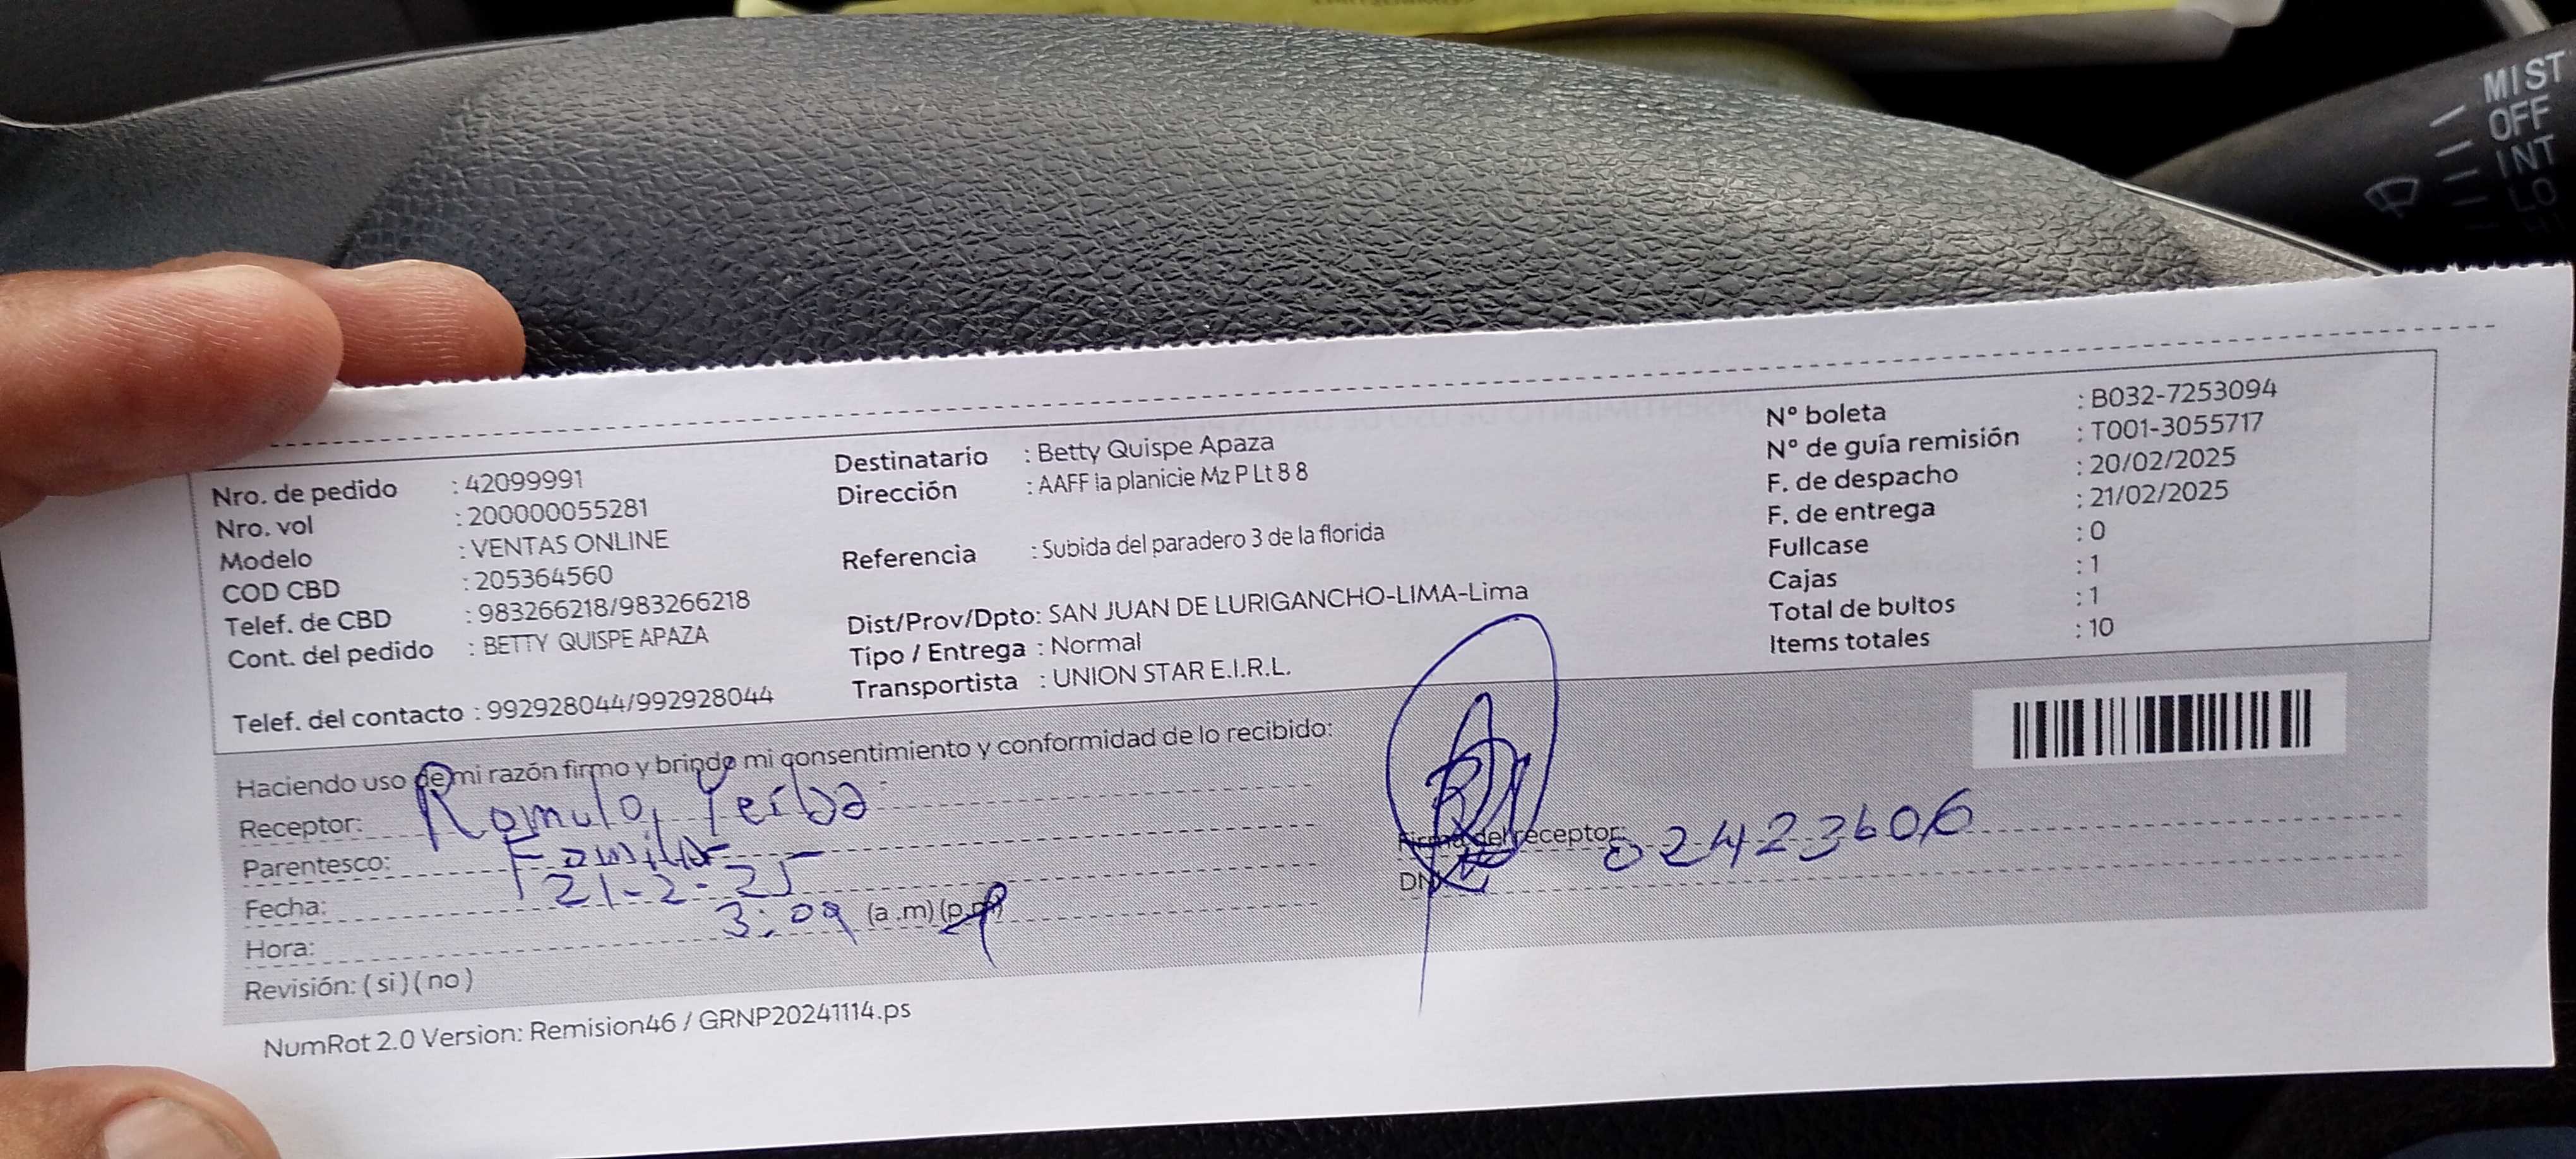 MIST
OFF
INT
LO
Nro. de pedido : 42099991
Nro. vol : 200000055281
Modelo : VENTAS ONLINE
COD CBD : 205364560
Telef. de CBD : 983266218/983266218
Cont. del pedido : BETTY QUISPE APAZA
Telef. del contacto : 992928044/992928044
Destinatario : Betty Quispe Apaza
Dirección : AAFF la planicie Mz P Lt 8 8
Referencia : Subida del paradero 3 de la florida
Dist/Prov/Dpto: SAN JUAN DE LURIGANCHO-LIMA-Lima
Tipo / Entrega : Normal
Transportista : UNION STAR E.I.R.L.
N° boleta : B032-7253094
N° de guía remisión : T001-3055717
F. de despacho : 20/02/2025
F. de entrega : 21/02/2025
Fullcase : 0
Cajas : 1
Total de bultos : 1
Items totales : 10
Haciendo uso de mi razón firmo y brindo mi consentimiento y conformidad de lo recibido:
Receptor: Romulo Yerba
Parentesco: Familiar
Fecha: 21-2-25
Hora: 3:09 (a.m) (p.m)
Revisión: ( si ) ( no )
Firma del receptor:
DNI 02423606
NumRot 2.0 Version: Remision46 / GRNP20241114.ps